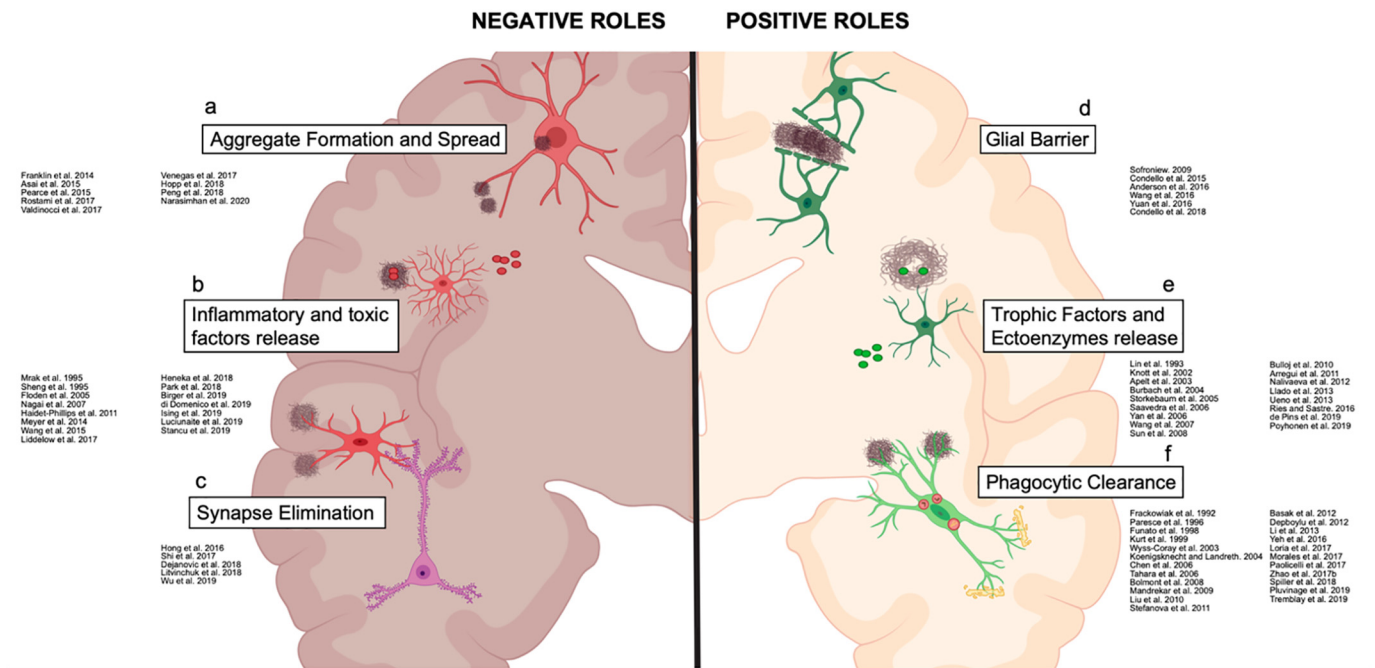 NEGATIVE ROLES
POSITIVE ROLES
a
Aggregate Formation and Spread
Franklin et al. 2014
Asai et al. 2015
Pearce et al. 2015
Rostami et al. 2017
Valdinocci et al. 2017
Venegas et al. 2017
Hopp et al. 2018
Peng et al. 2018
Narasimhan et al. 2020
b
Inflammatory and toxic
factors release
Mrak et al. 1995
Sheng et al. 1995
Floden et al. 2005
Nagai et al. 2007
Haidet-Phillips et al. 2011
Meyer et al. 2014
Wang et al. 2015
Liddelow et al. 2017
Heneka et al. 2018
Park et al. 2018
Birger et al. 2019
di Domenico et al. 2019
Ising et al. 2019
Luciunaite et al. 2019
Stancu et al. 2019
c
Synapse Elimination
Hong et al. 2016
Shi et al. 2017
Dejanovic et al. 2018
Litvinchuk et al. 2018
Wu et al. 2019
d
Glial Barrier
Sofroniew. 2009
Condello et al. 2015
Anderson et al. 2016
Wang et al. 2016
Yuan et al. 2016
Condello et al. 2018
e
Trophic Factors and
Ectoenzymes release
Lin et al. 1993
Knott et al. 2002
Apelt et al. 2003
Burbach et al. 2004
Storkebaum et al. 2005
Saavedra et al. 2006
Yan et al. 2006
Wang et al. 2007
Sun et al. 2008
Bulloj et al. 2010
Arregui et al. 2011
Nalivaeva et al. 2012
Llado et al. 2013
Ueno et al. 2013
Ries and Sastre. 2016
de Pins et al. 2019
Poyhonen et al. 2019
f
Phagocytic Clearance
Frackowiak et al. 1992
Paresce et al. 1996
Funato et al. 1998
Kurt et al. 1999
Wyss-Coray et al. 2003
Koenigsknecht and Landreth. 2004
Chen et al. 2006
Tahara et al. 2006
Bolmont et al. 2008
Mandrekar et al. 2009
Liu et al. 2010
Stefanova et al. 2011
Basak et al. 2012
Depboylu et al. 2012
Li et al. 2013
Yeh et al. 2016
Loria et al. 2017
Morales et al. 2017
Paolicelli et al. 2017
Zhao et al. 2017b
Spiller et al. 2018
Pluvinage et al. 2019
Tremblay et al. 2019